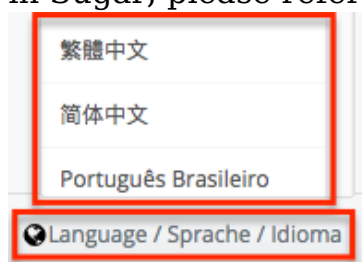 in Sugar, please refer
繁體中文
简体中文
Português Brasileiro
Language / Sprache / Idioma